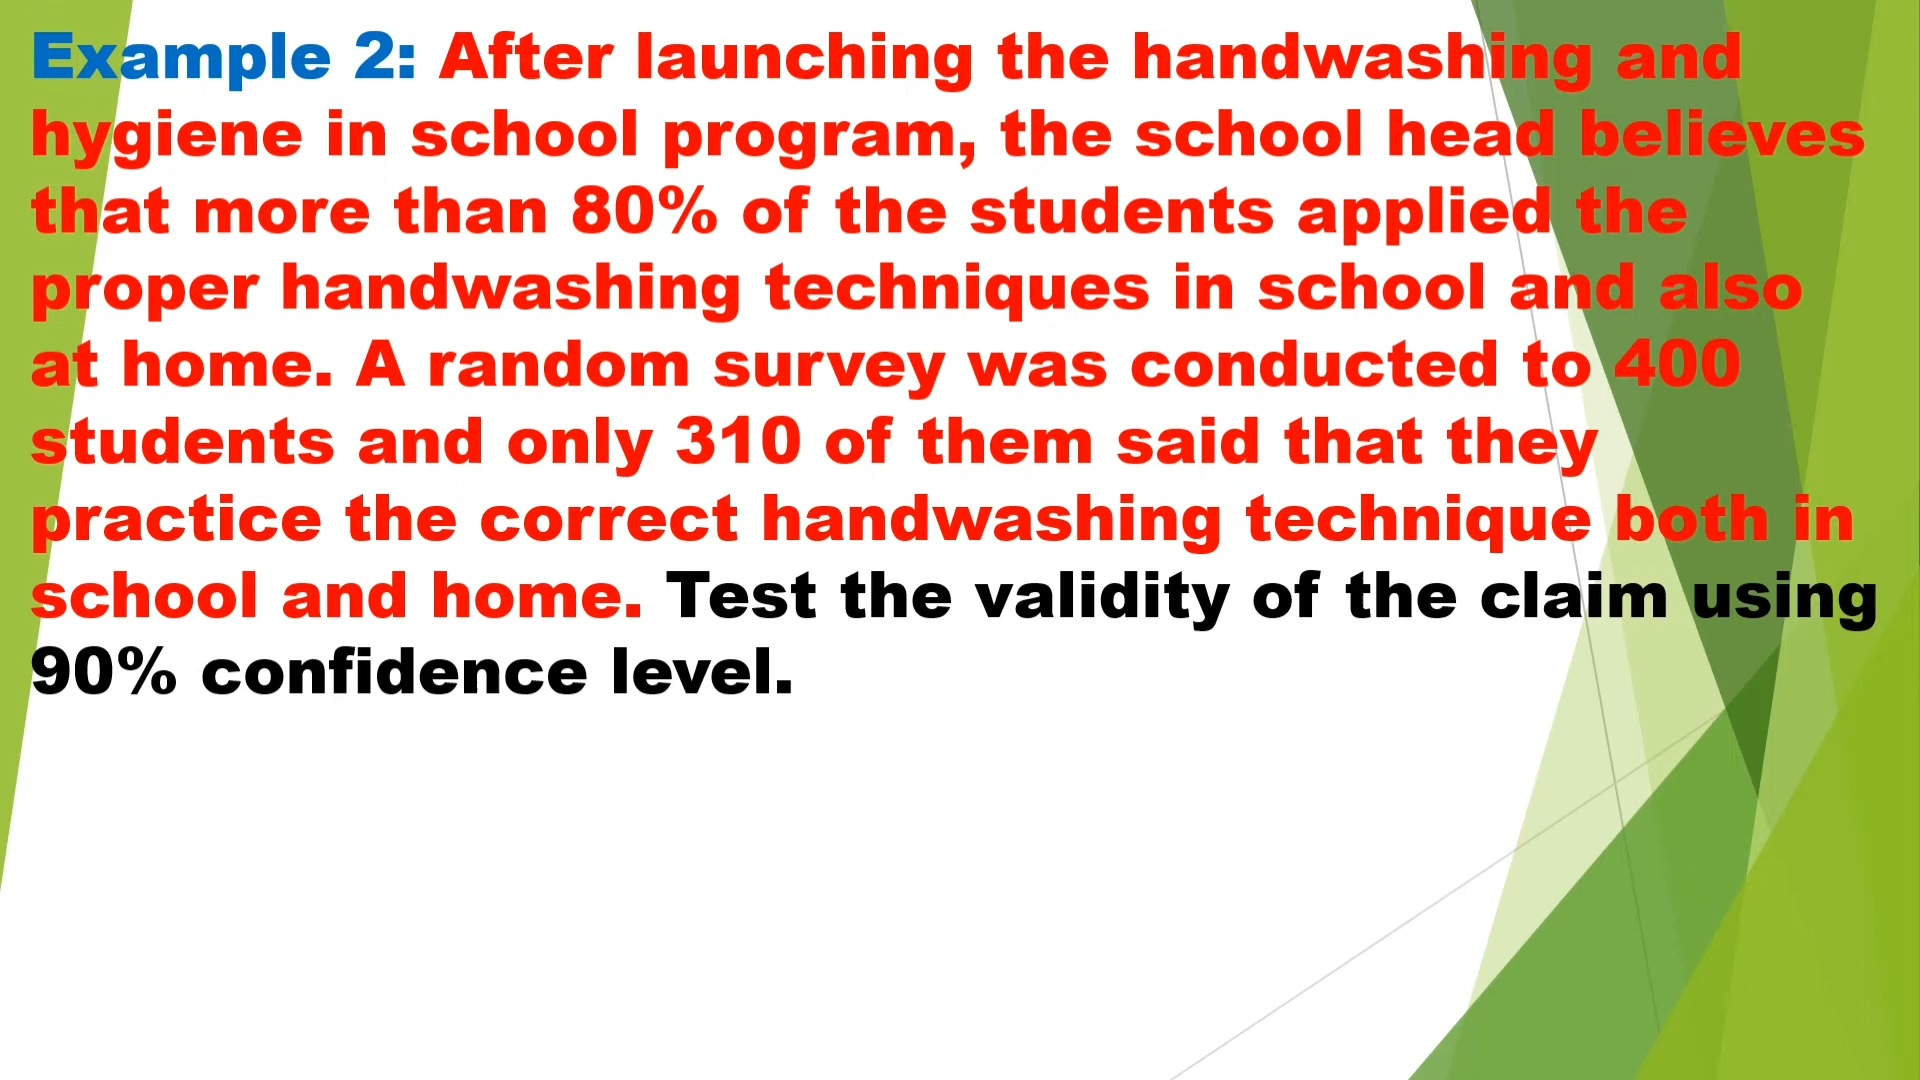 Example 2: After launching the handwashing and
hygiene in school program, the school head believes
that more than 80% of the students applied the
proper handwashing techniques in school and also
at home. A random survey was conducted to 400
students and only 310 of them said that they
practice the correct handwashing technique both in
school and home. Test the validity of the claim using
90% confidence level.